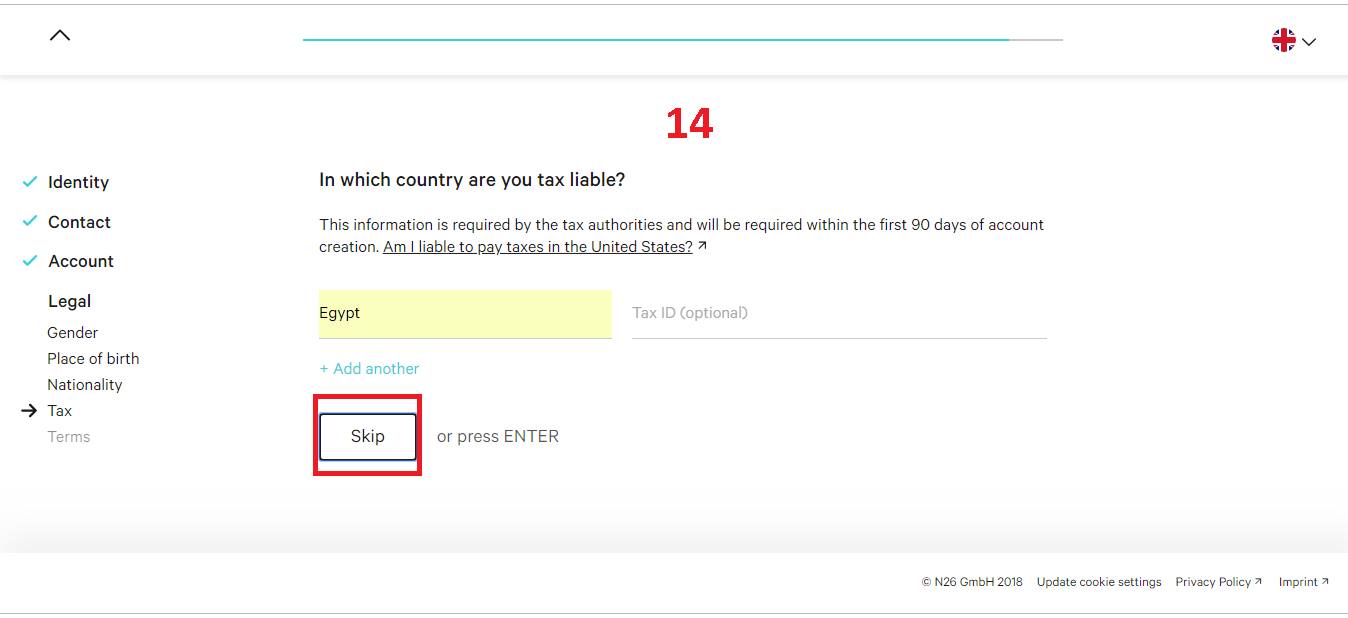 14
Identity
Contact
Account
Legal
Gender
Place of birth
Nationality
Tax
Terms
In which country are you tax liable?
This information is required by the tax authorities and will be required within the first 90 days of account
creation. Am I liable to pay taxes in the United States? ↗
Egypt
Tax ID (optional)
+ Add another
Skip or press ENTER
© N26 GmbH 2018 Update cookie settings Privacy Policy ↗ Imprint ↗